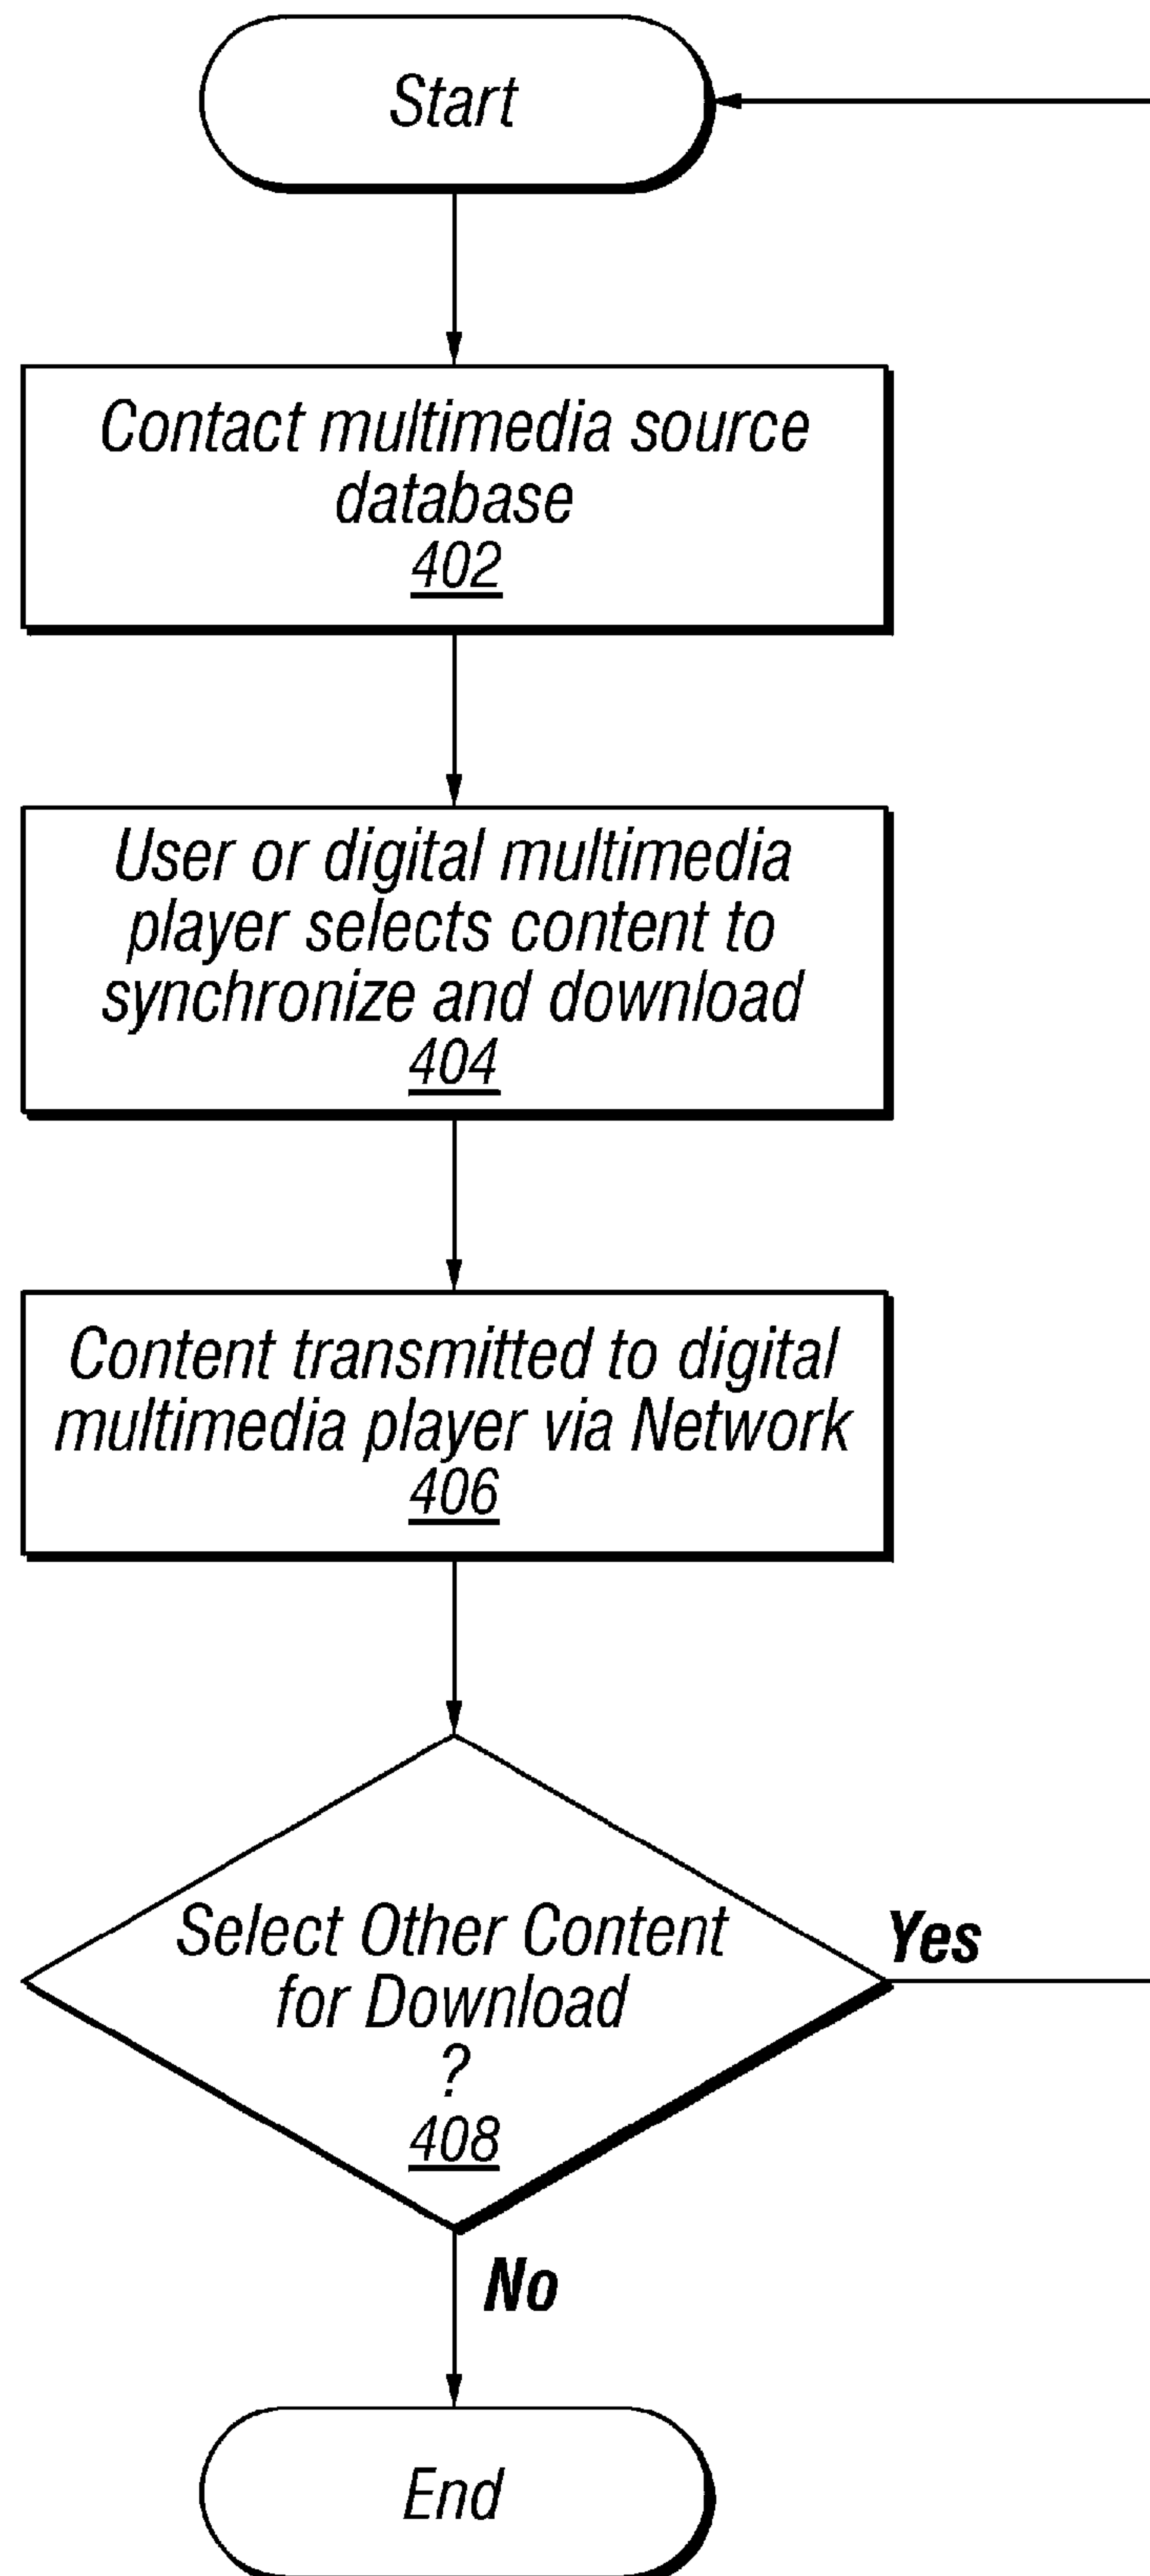 Start
Contact multimedia source
database
402
User or digital multimedia
player selects content to
synchronize and download
404
Content transmitted to digital
multimedia player via Network
406
Select Other Content
for Download
?
408
Yes
No
End